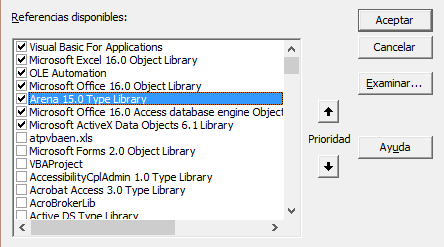 Referencias disponibles:
Visual Basic For Applications
Microsoft Excel 16.0 Object Library
OLE Automation
Microsoft Office 16.0 Object Library
Arena 15.0 Type Library
Microsoft Office 16.0 Access database engine Object
Microsoft ActiveX Data Objects 6.1 Library
atpvbaen.xls
Microsoft Forms 2.0 Object Library
VBAProject
AccessibilityCplAdmin 1.0 Type Library
Acrobat Access 3.0 Type Library
AcroBrokerLib
Active DS Type Library
Prioridad
Aceptar
Cancelar
Examinar...
Ayuda